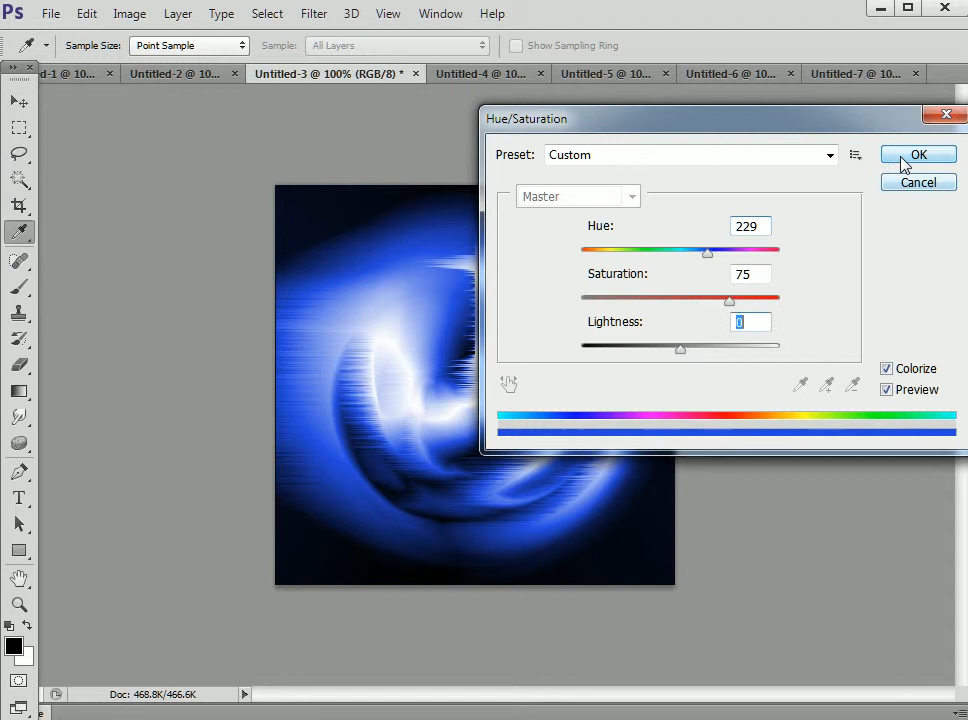 Ps File Edit Image Layer Type Select Filter 3D View Window Help
Sample Size: Point Sample Sample: All Layers Show Sampling Ring
d-1 @ 10... × Untitled-2 @ 10... × Untitled-3 @ 100% (RGB/8) * × Untitled-4 @ 10... × Untitled-5 @ 10... × Untitled-6 @ 10... × Untitled-7 @ 10... ×
Hue/Saturation
Preset: Custom OK
Cancel
Master
Hue: 229
Saturation: 75
Lightness: 0
Colorize
Preview
T
Doc: 468.8K/466.6K